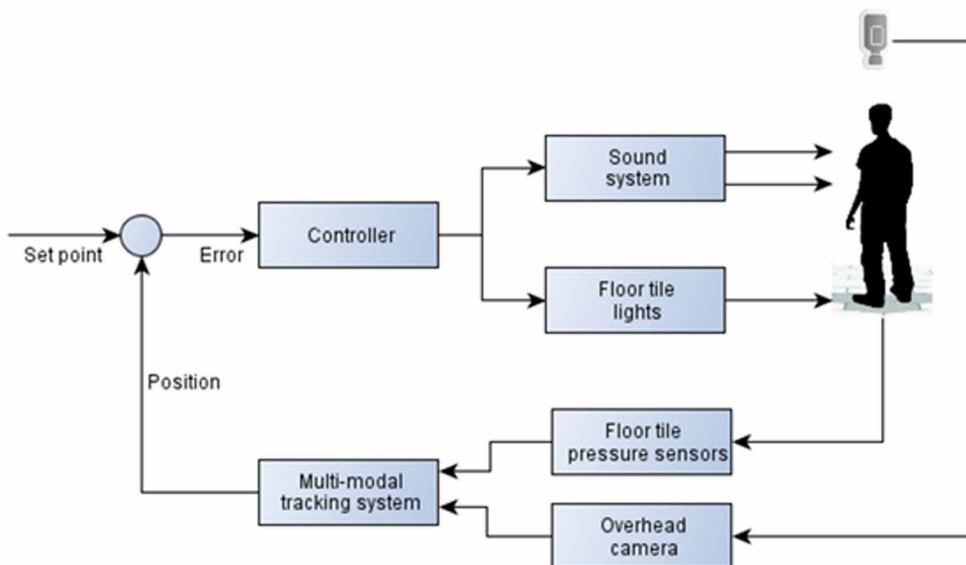 Sound
system
Set point
Error
Controller
Floor tile
lights
Position
Floor tile
pressure sensors
Multi-modal
tracking system
Overhead
camera